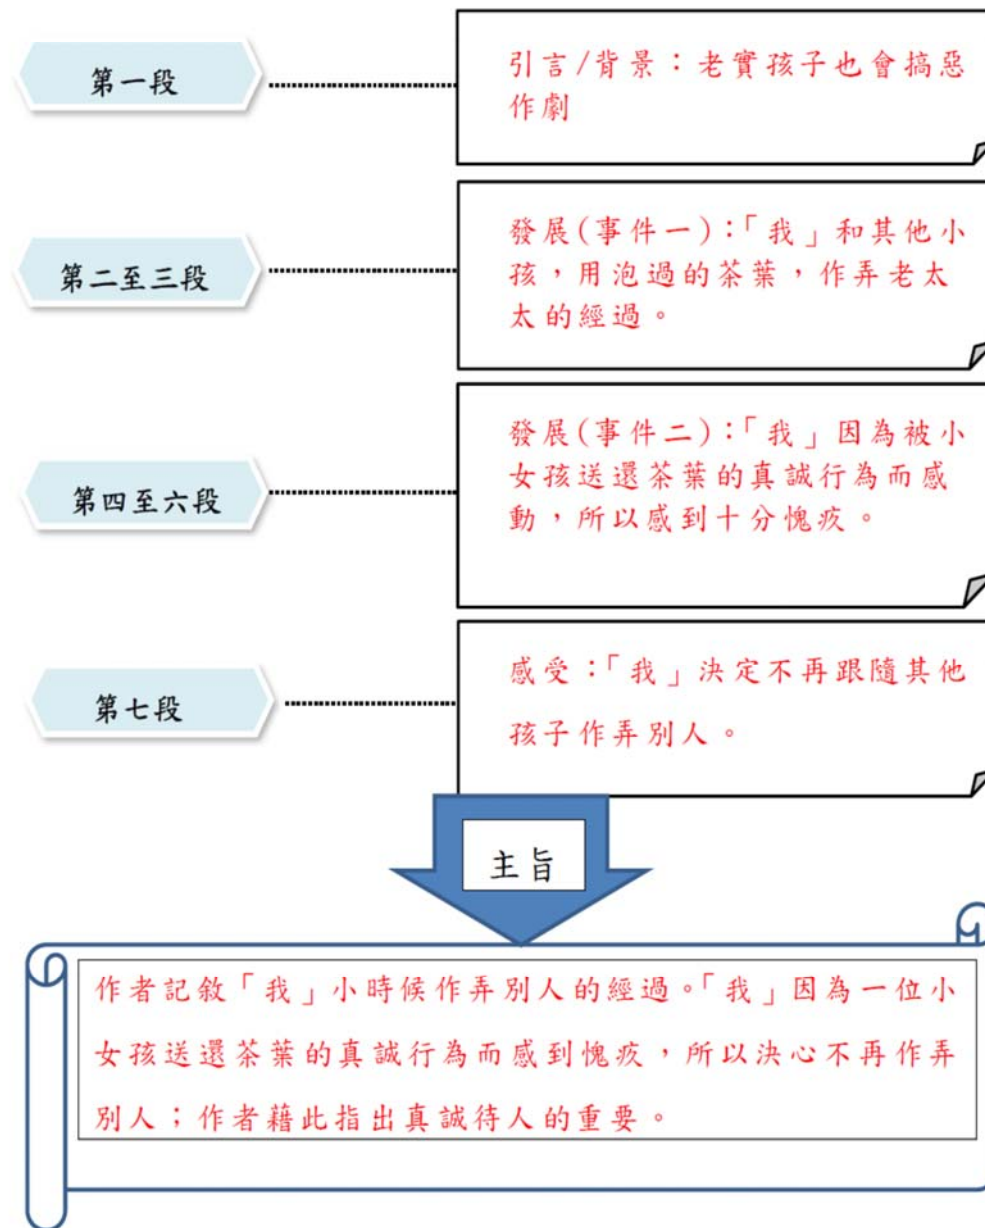 第一段
引言/背景：老實孩子也會搞惡
作劇
第二至三段
發展(事件一)：「我」和其他小
孩，用泡過的茶葉，作弄老太
太的經過。
第四至六段
發展(事件二)：「我」因為被小
女孩送還茶葉的真誠行為而感
動，所以感到十分愧疚。
第七段
感受：「我」決定不再跟隨其他
孩子作弄別人。
主旨
作者記敘「我」小時候作弄別人的經過。「我」因為一位小
女孩送還茶葉的真誠行為而感到愧疚，所以決心不再作弄
別人；作者藉此指出真誠待人的重要。